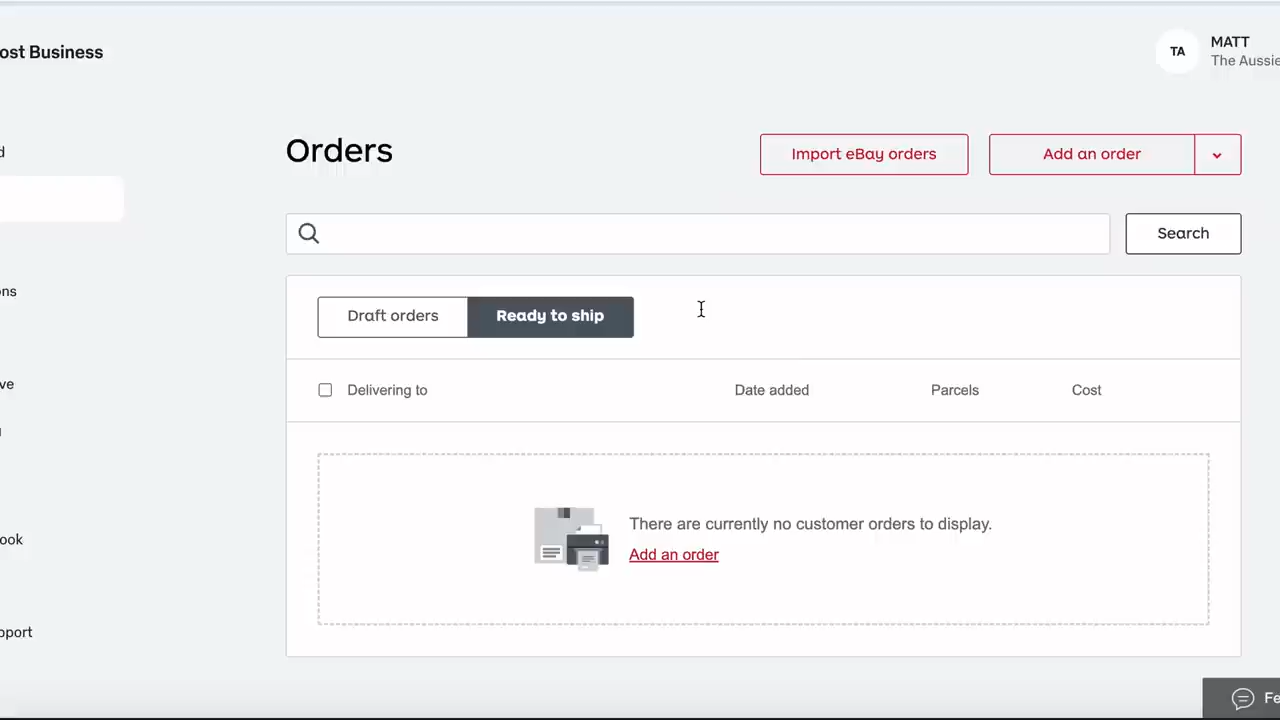 ost Business
TA
MATT
The Aussie
d
Orders
Import eBay orders
Add an order
Search
ons
Draft orders
Ready to ship
ve
Delivering to
Date added
Parcels
Cost
There are currently no customer orders to display.
Add an order
ook
pport
Fe